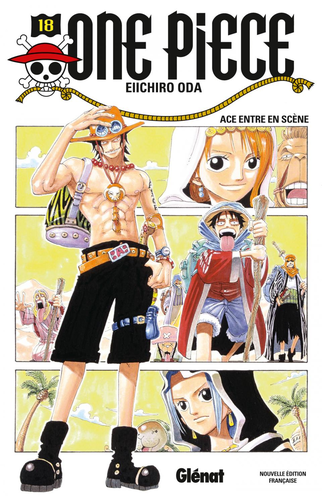 18
ONE PIECE
EIICHIRO ODA
ACE ENTRE EN SCÈNE
Glénat
NOUVELLE ÉDITION
FRANÇAISE